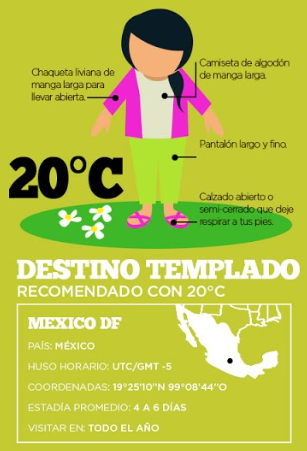 Chaqueta liviana de
manga larga para
llevar abierta.
Camiseta de algodón
de manga larga.
Pantalón largo y fino.
20°C
Calzado abierto o
semi-cerrado que deje
respirar a tus pies.
DESTINO TEMPLADO
RECOMENDADO CON 20°C
MEXICO DF
PAÍS: MÉXICO
HUSO HORARIO: UTC/GMT -5
COORDENADAS: 19°25'10''N 99°08'44''O
ESTADÍA PROMEDIO: 4 A 6 DÍAS
VISITAR EN: TODO EL AÑO